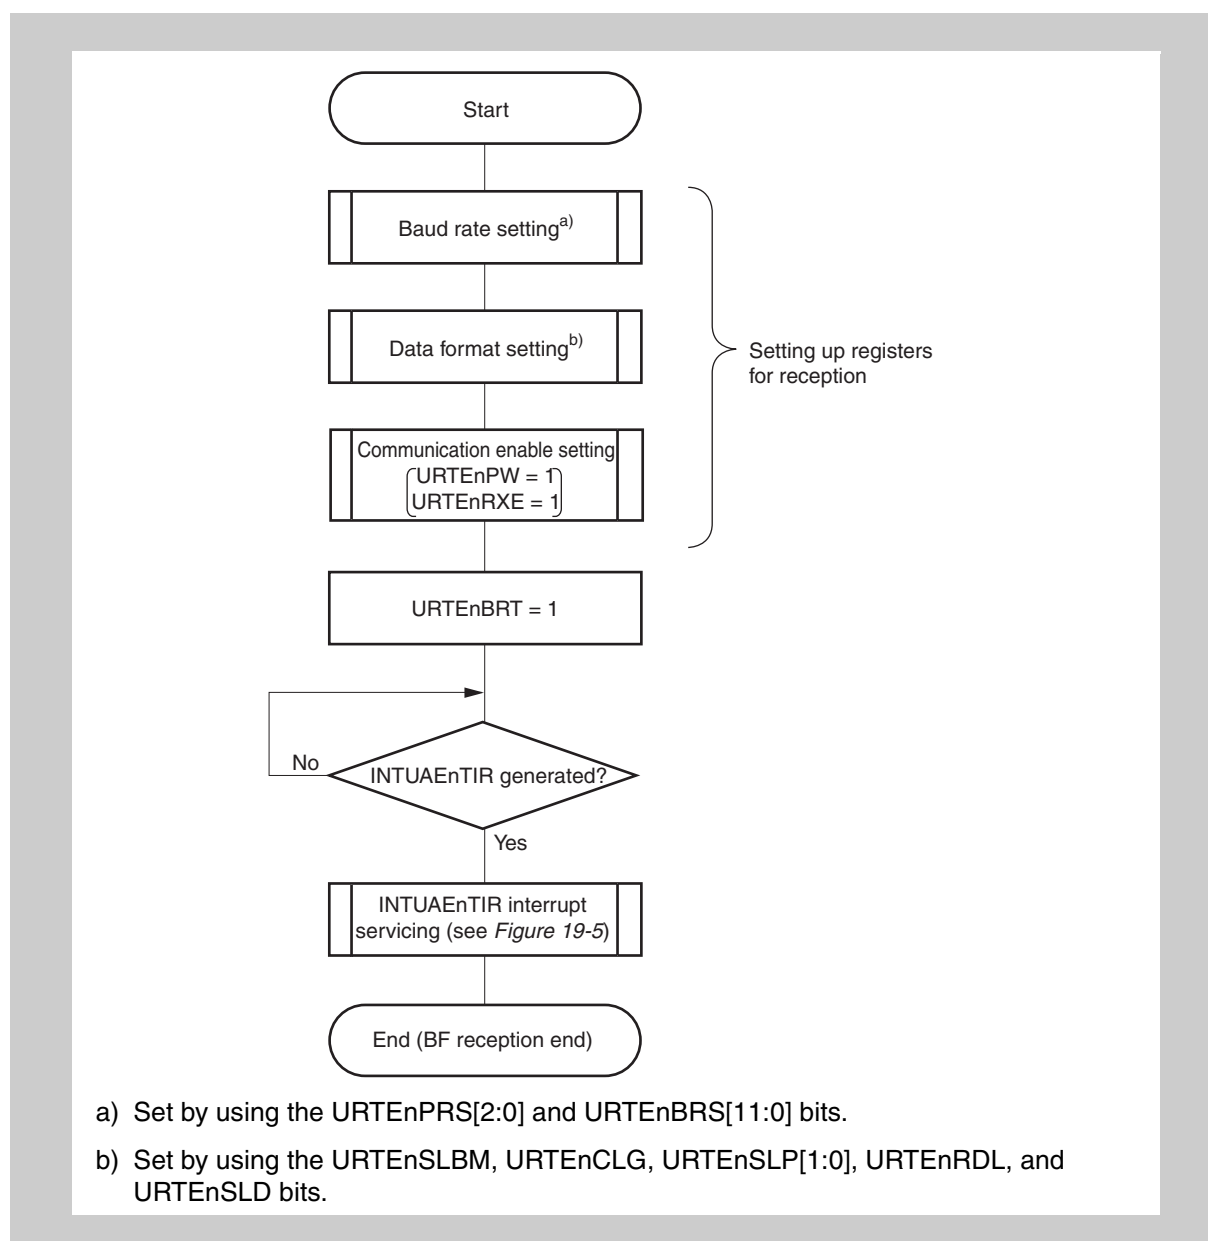 Start
Baud rate setting a)
Data format setting b)
Setting up registers
for reception
Communication enable setting
URTEnPW = 1
URTEnRXE = 1
URTEnBRT = 1
No
INTUAEnTIR generated?
Yes
INTUAEnTIR interrupt
servicing (see Figure 19-5)
End (BF reception end)
a) Set by using the URTEnPRS[2:0] and URTEnBRS[11:0] bits.
b) Set by using the URTEnSLBM, URTEnCLG, URTEnSLP[1:0], URTEnRDL, and
URTEnSLD bits.